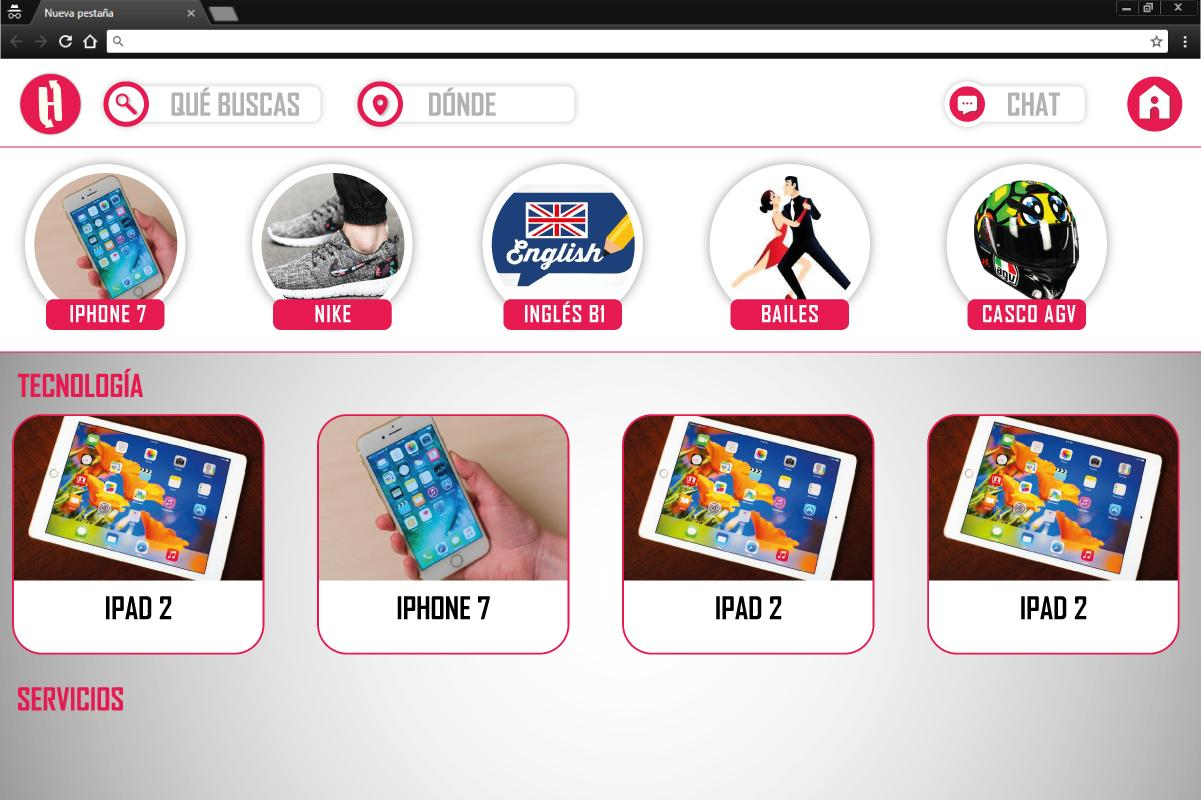 Nueva pestaña
H
QUÉ BUSCAS
DÓNDE
CHAT
English
agv
IPHONE 7
NIKE
INGLÉS B1
BAILES
CASCO AGV
TECNOLOGÍA
IPAD 2
IPHONE 7
IPAD 2
IPAD 2
SERVICIOS